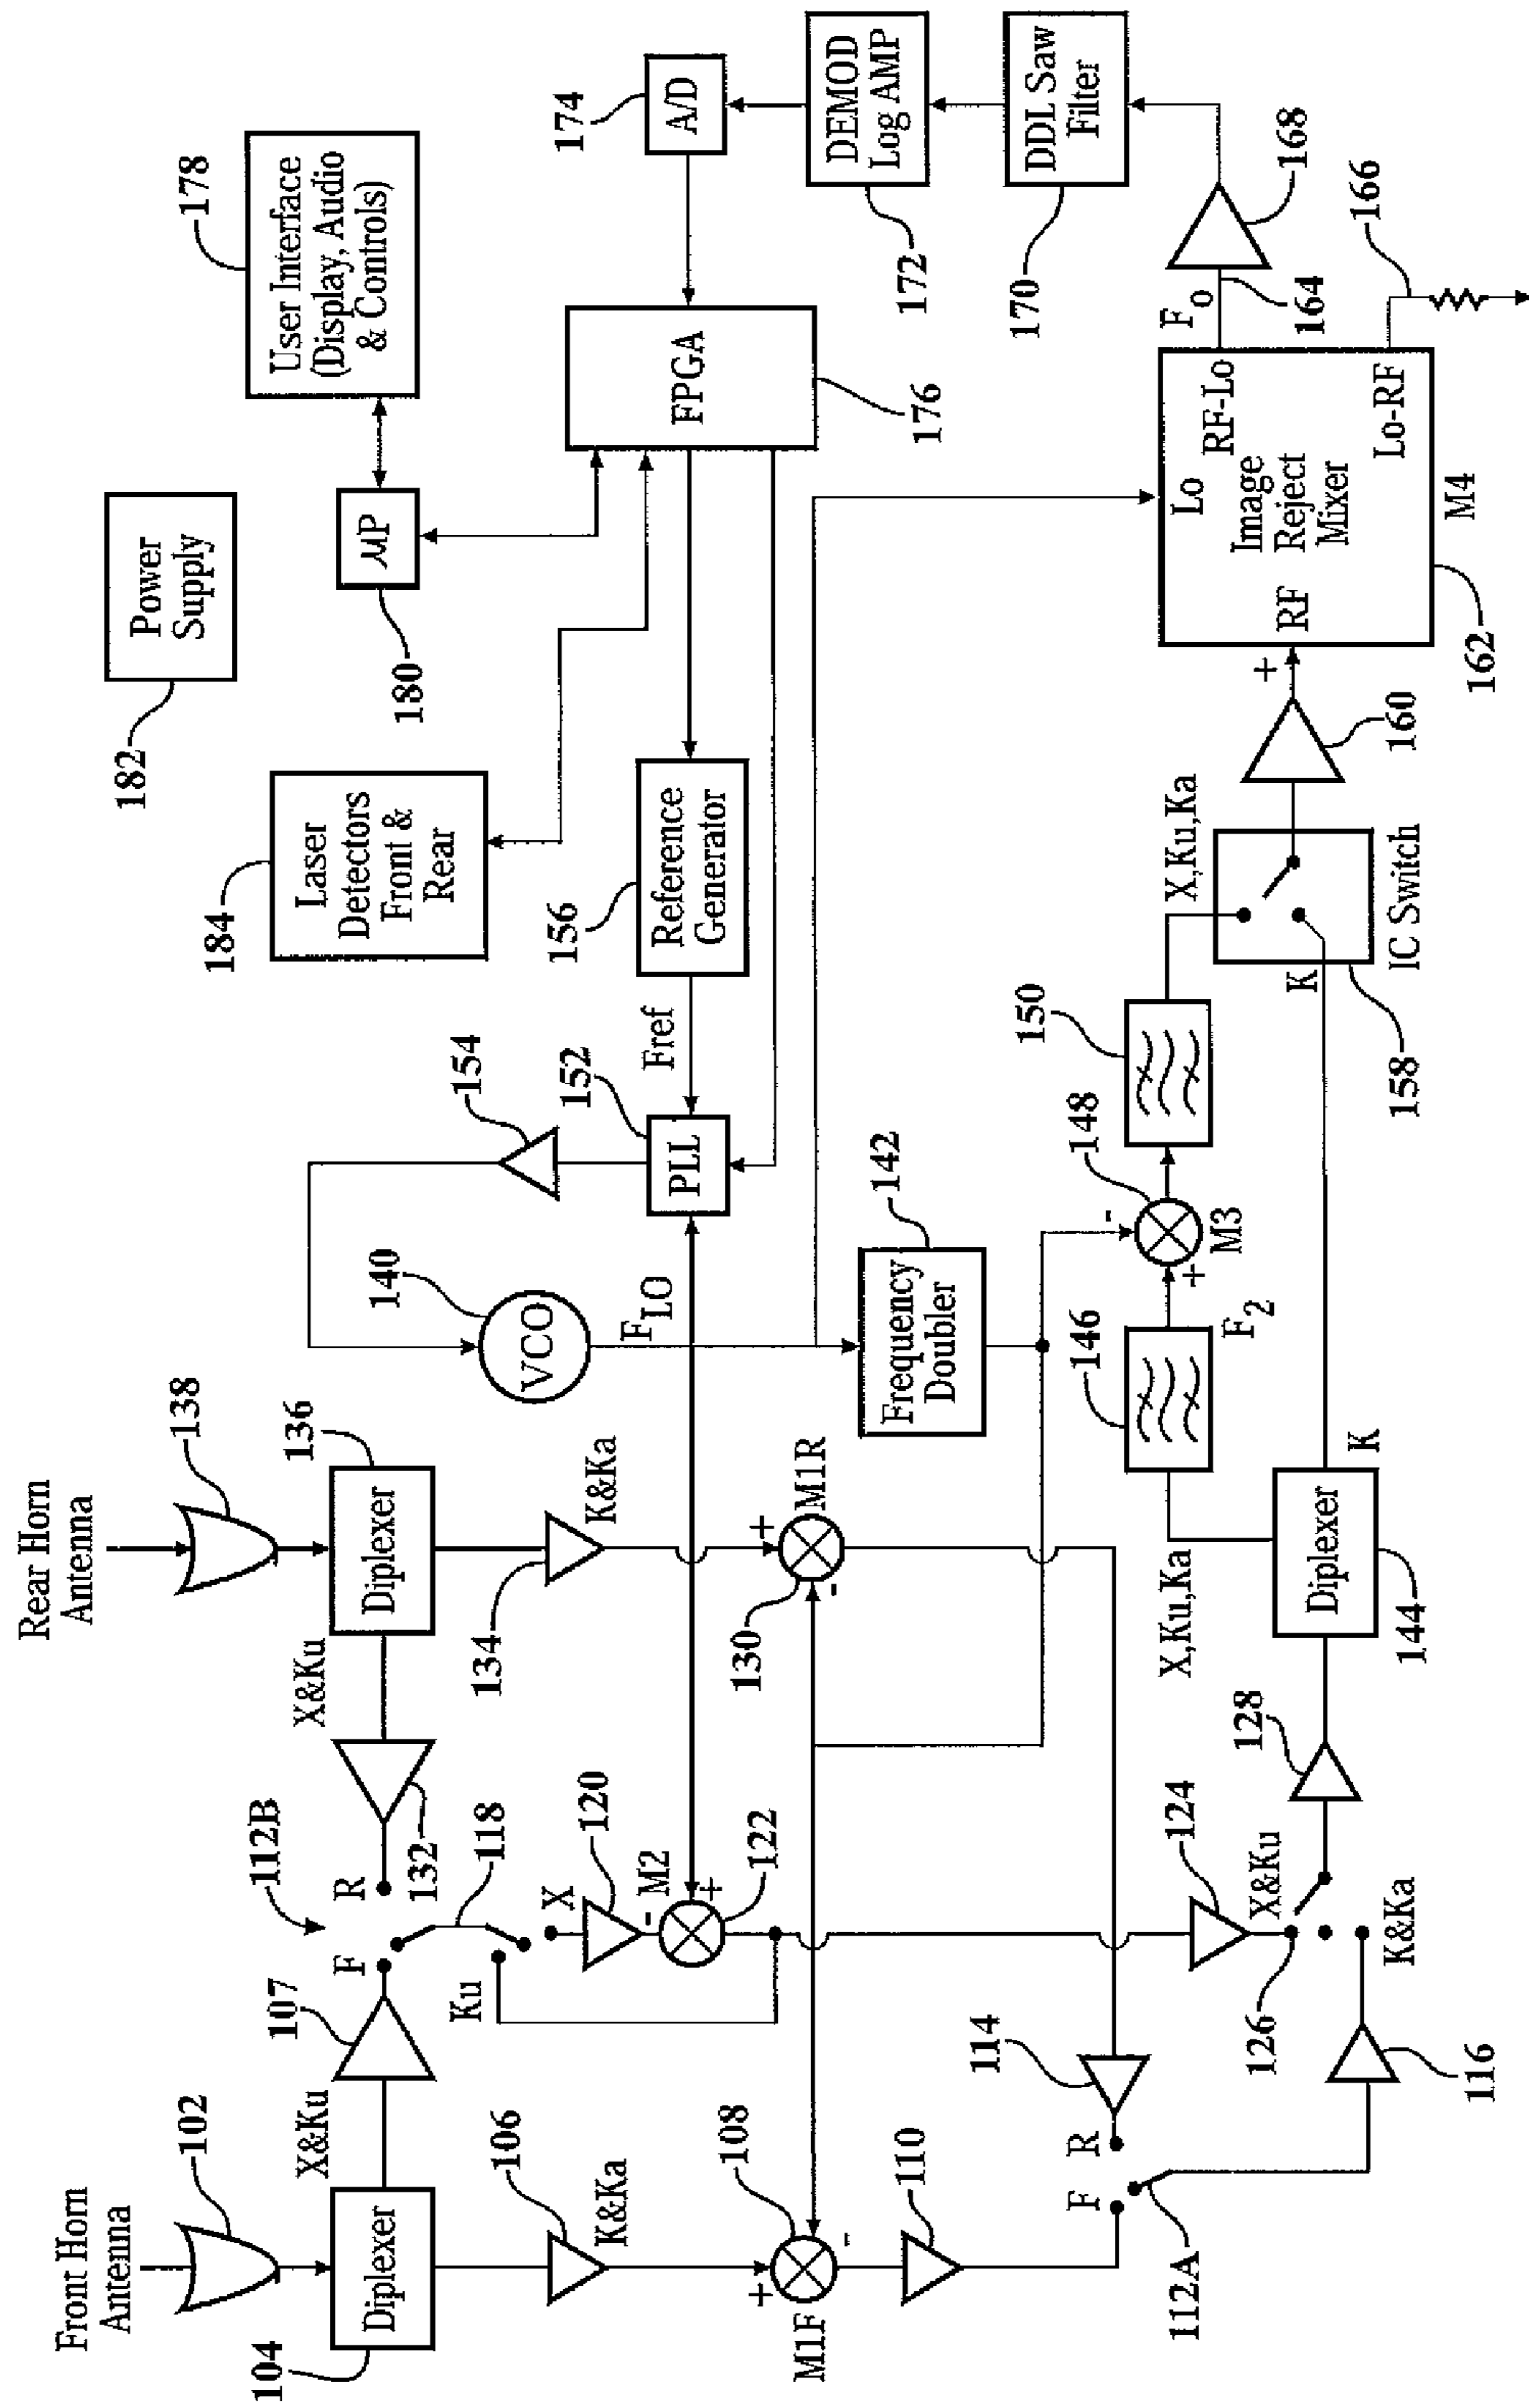 Front Horn
Antenna
102
104
Diplexer
X&Ku
106
K&Ka
107
F
R
112B
132
X&Ku
Rear Horn
Antenna
138
136
Diplexer
134
K&Ka
118
Ku
X
120
M2
-
+
122
M1F
+
-
108
110
130
+
-
M1R
114
F
R
112A
116
124
X&Ku
126
K&Ka
128
VCO
140
FLO
154
152
PLL
Fref
156
Reference
Generator
142
Frequency
Doubler
144
Diplexer
X,Ku,Ka
K
146
F2
+
-
148
M3
150
X,Ku,Ka
K
IC Switch
158
160
+
RF
Lo
RF-Lo
Image
Reject
Mixer
Lo-RF
M4
162
Fo
164
166
168
170
DDL Saw
Filter
172
DEMOD
Log AMP
174
A/D
FPGA
176
178
User Interface
(Display, Audio
& Controls)
µP
180
Power
Supply
182
184
Laser
Detectors
Front &
Rear